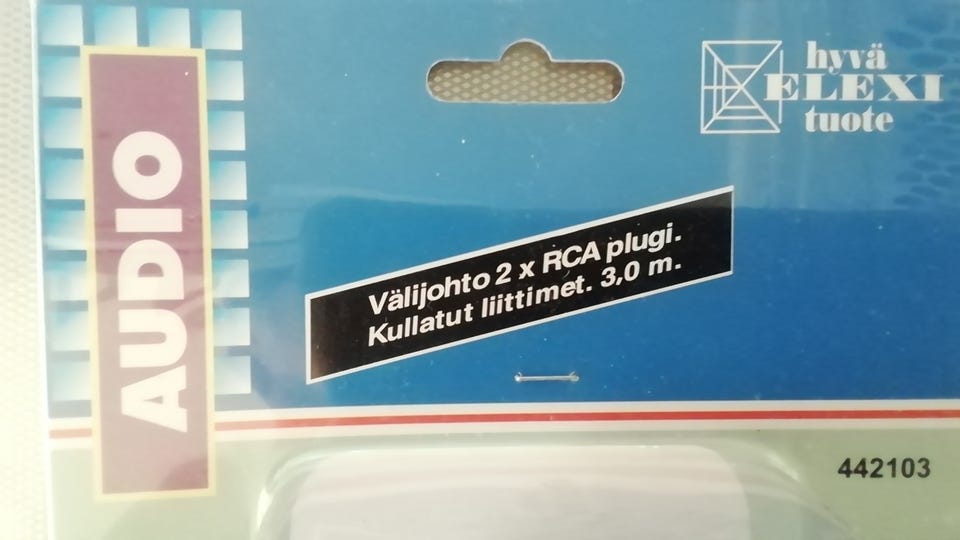 AUDIO
hyvä
ELEXI
tuote
Välijohto 2 x RCA plugi.
Kullatut liittimet. 3,0 m.
442103